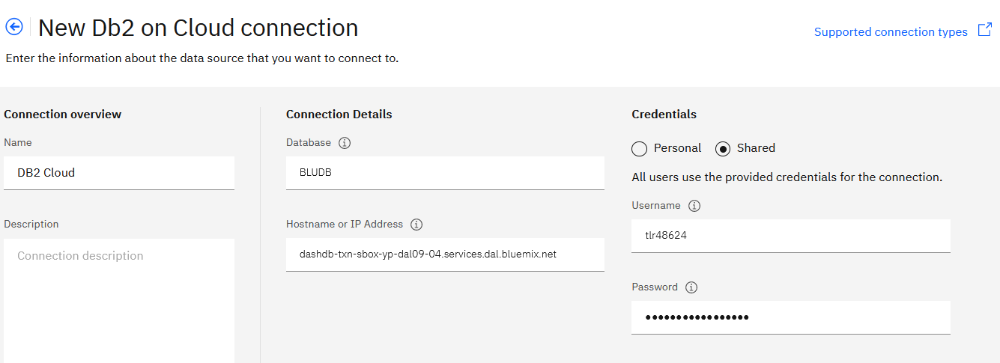 New Db2 on Cloud connection
Supported connection types
Enter the information about the data source that you want to connect to.
Connection overview
Name
DB2 Cloud
Description
Connection description
Connection Details
Database
BLUDB
Hostname or IP Address
dashdb-txn-sbox-yp-dal09-04.services.dal.bluemix.net
Credentials
Personal
Shared
All users use the provided credentials for the connection.
Username
tlr48624
Password
•••••••••••••••••